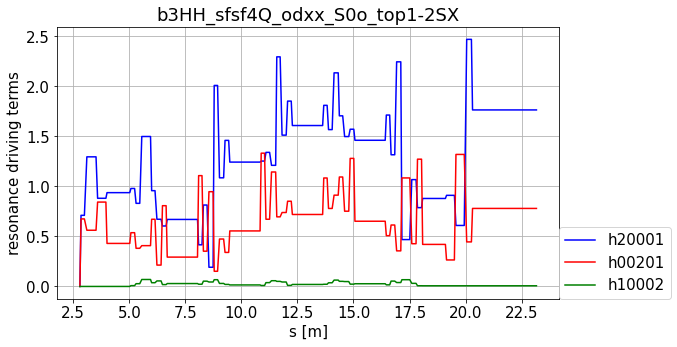 b3HH_sfsf4Q_odxx_S0o_top1-2SX
resonance driving terms
2.5
2.0
1.5
1.0
0.5
0.0
2.5 5.0 7.5 10.0 12.5 15.0 17.5 20.0 22.5
s [m]
h20001
h00201
h10002